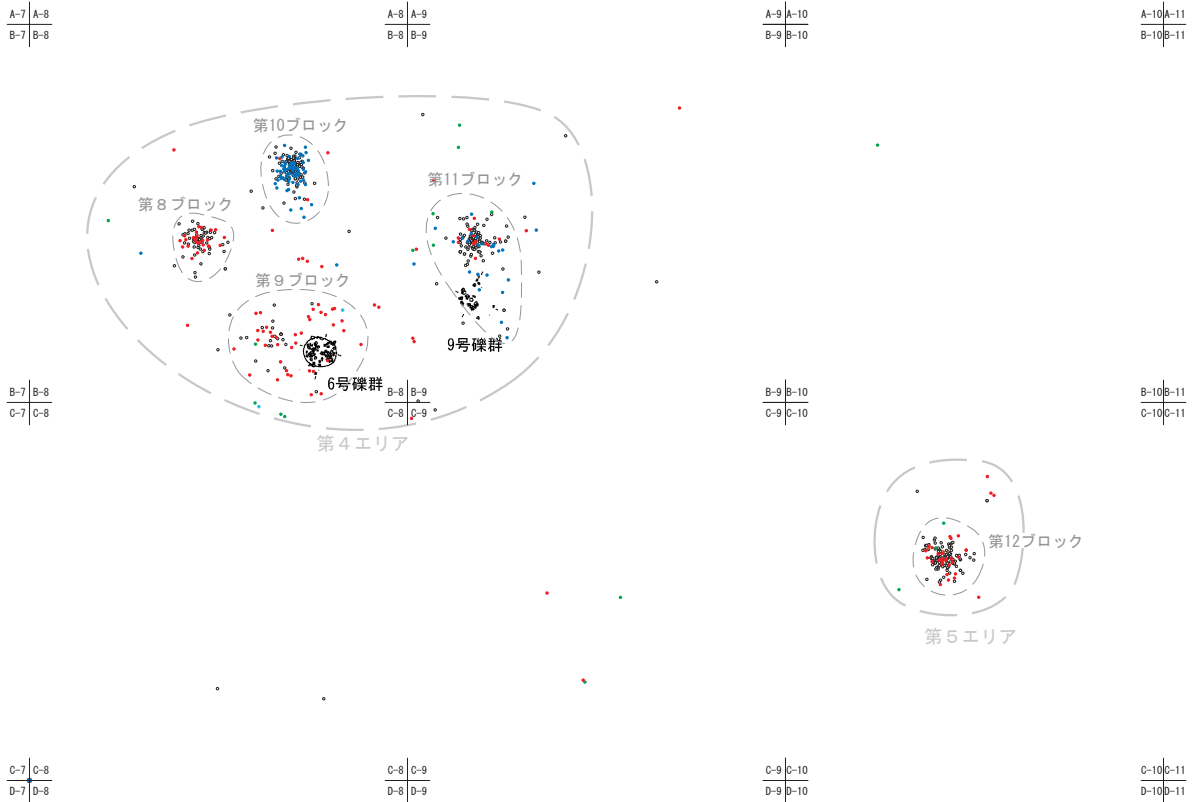 A-7 A-8 A-8 A-9 A-9 A-10 A-10 A-11
B-7 B-8 B-8 B-9 B-9 B-10 B-10 B-11
第10ブロック
第11ブロック
第８ブロック
第９ブロック
9号礫群
6号礫群
B-7 B-8 B-8 B-9 B-9 B-10 B-10 B-11
C-7 C-8 C-8 C-9 C-9 C-10 C-10 C-11
第４エリア
第12ブロック
第５エリア
C-7 C-8 C-8 C-9 C-9 C-10 C-10 C-11
D-7 D-8 D-8 D-9 D-9 D-10 D-10 D-11